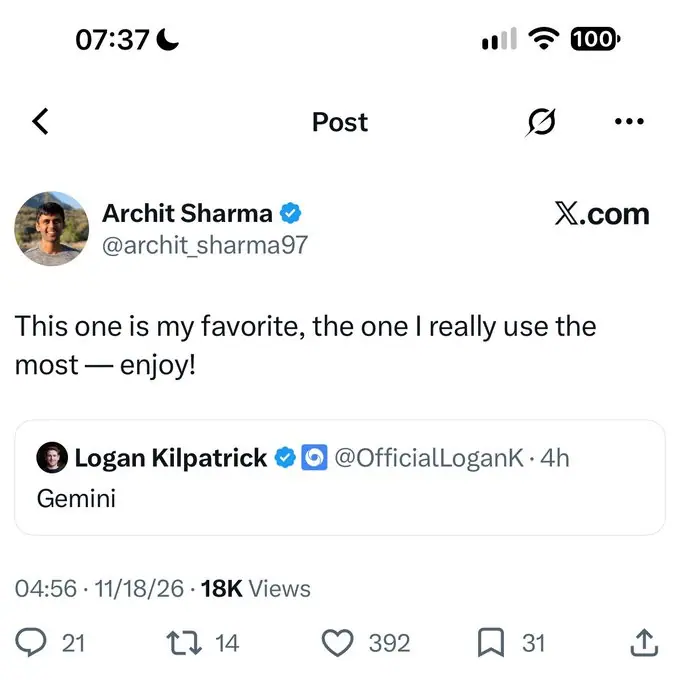 07:37
100
Post
Archit Sharma
@archit_sharma97
X.com
This one is my favorite, the one I really use the
most — enjoy!
Logan Kilpatrick @OfficialLoganK · 4h
Gemini
04:56 · 11/18/26 · 18K Views
21 14 392 31